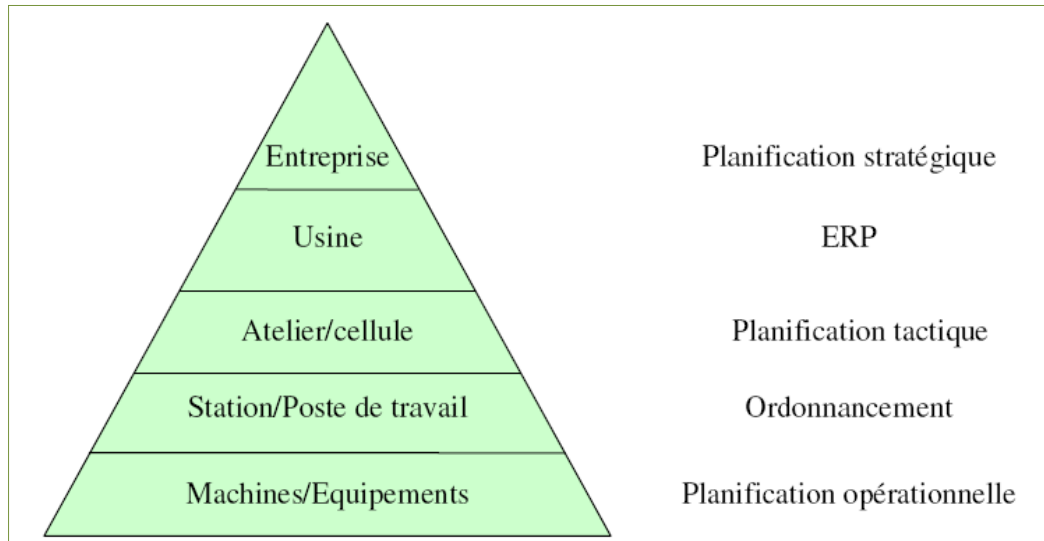 Entreprise Planification stratégique
Usine ERP
Atelier/cellule Planification tactique
Station/Poste de travail Ordonnancement
Machines/Equipements Planification opérationnelle